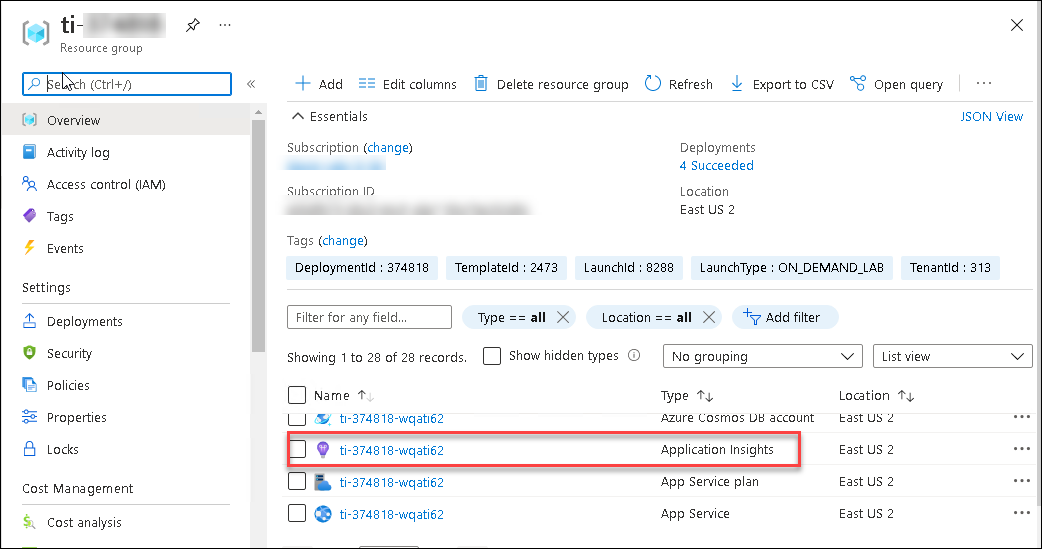 ti-374818
Resource group
Search (Ctrl+/)
Overview
Activity log
Access control (IAM)
Tags
Events
Settings
Deployments
Security
Policies
Properties
Locks
Cost Management
Cost analysis
Add
Edit columns
Delete resource group
Refresh
Export to CSV
Open query
Essentials
JSON View
Subscription (change)
Deployments
4 Succeeded
Subscription ID
Location
East US 2
Tags (change)
DeploymentId : 374818
TemplateId : 2473
LaunchId : 8288
LaunchType : ON_DEMAND_LAB
TenantId : 313
Filter for any field...
Type == all
Location == all
Add filter
Showing 1 to 28 of 28 records.
Show hidden types
No grouping
List view
Name Type Location
ti-374818-wqati62 Azure Cosmos DB account East US 2
ti-374818-wqati62 Application Insights East US 2
ti-374818-wqati62 App Service plan East US 2
ti-374818-wqati62 App Service East US 2